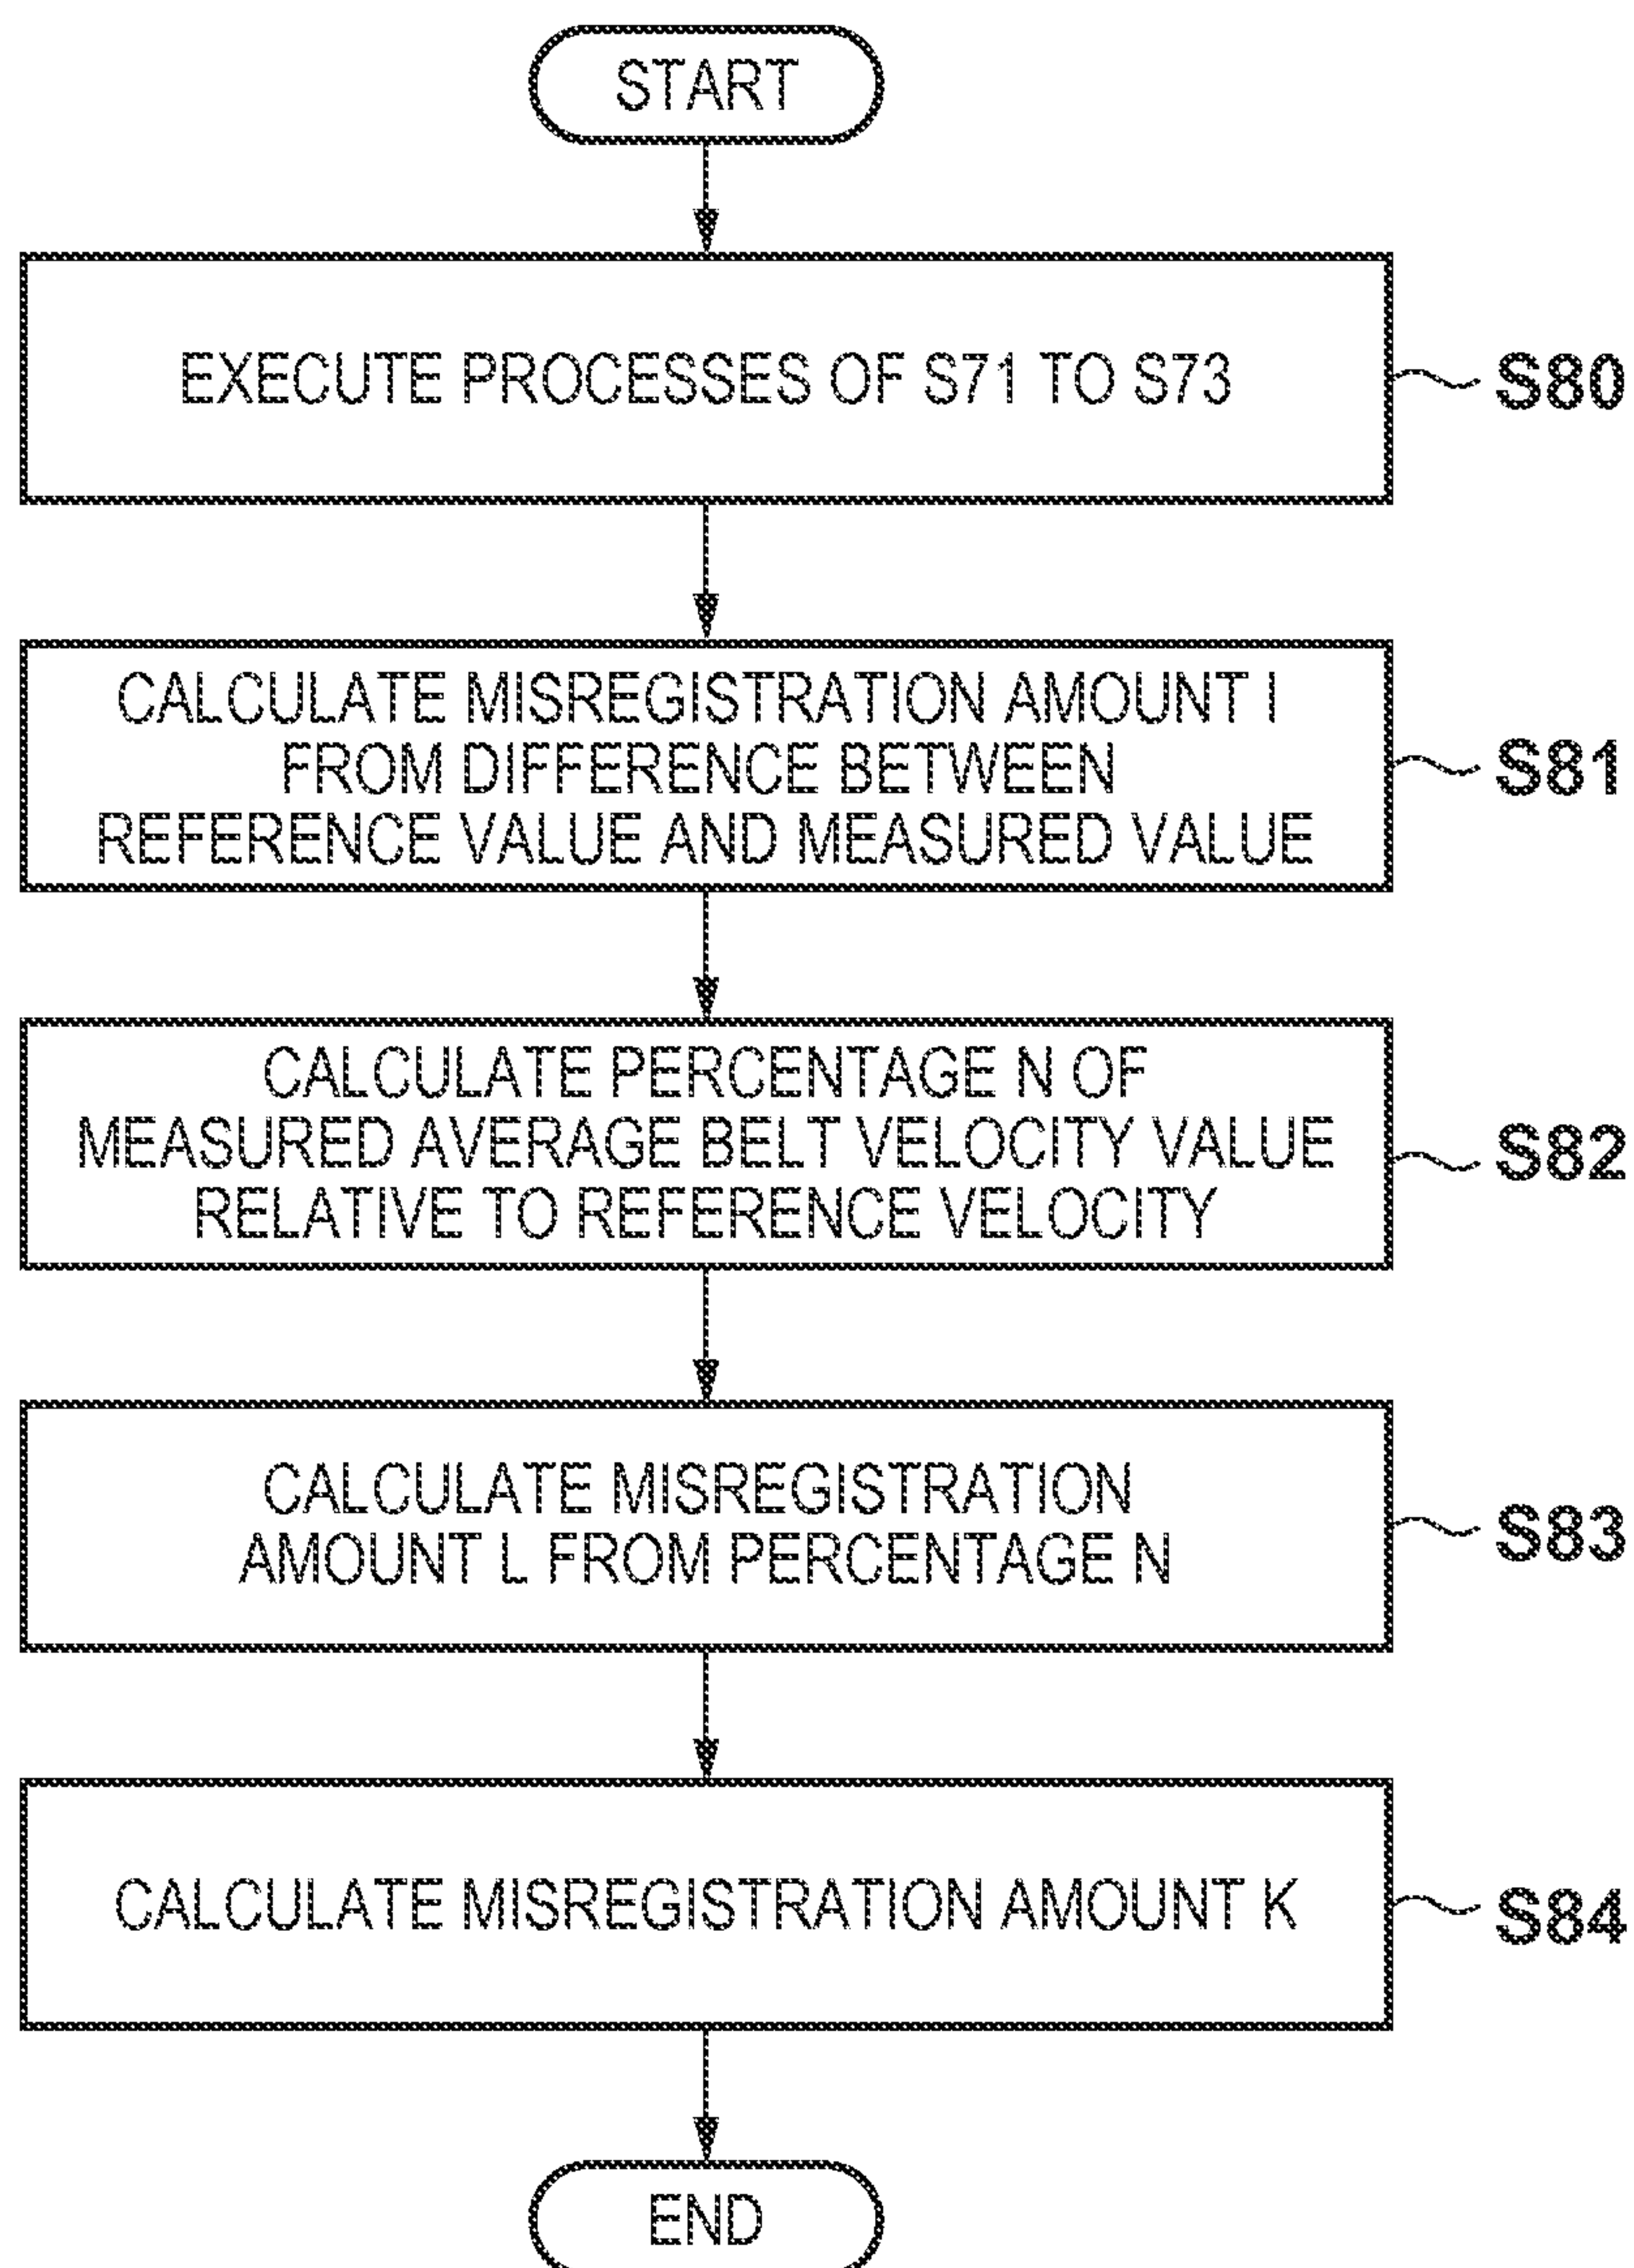 START
EXECUTE PROCESSES OF S71 TO S73
S80
CALCULATE MISREGISTRATION AMOUNT I
FROM DIFFERENCE BETWEEN
REFERENCE VALUE AND MEASURED VALUE
S81
CALCULATE PERCENTAGE N OF
MEASURED AVERAGE BELT VELOCITY VALUE
RELATIVE TO REFERENCE VELOCITY
S82
CALCULATE MISREGISTRATION
AMOUNT L FROM PERCENTAGE N
S83
CALCULATE MISREGISTRATION AMOUNT K
S84
END